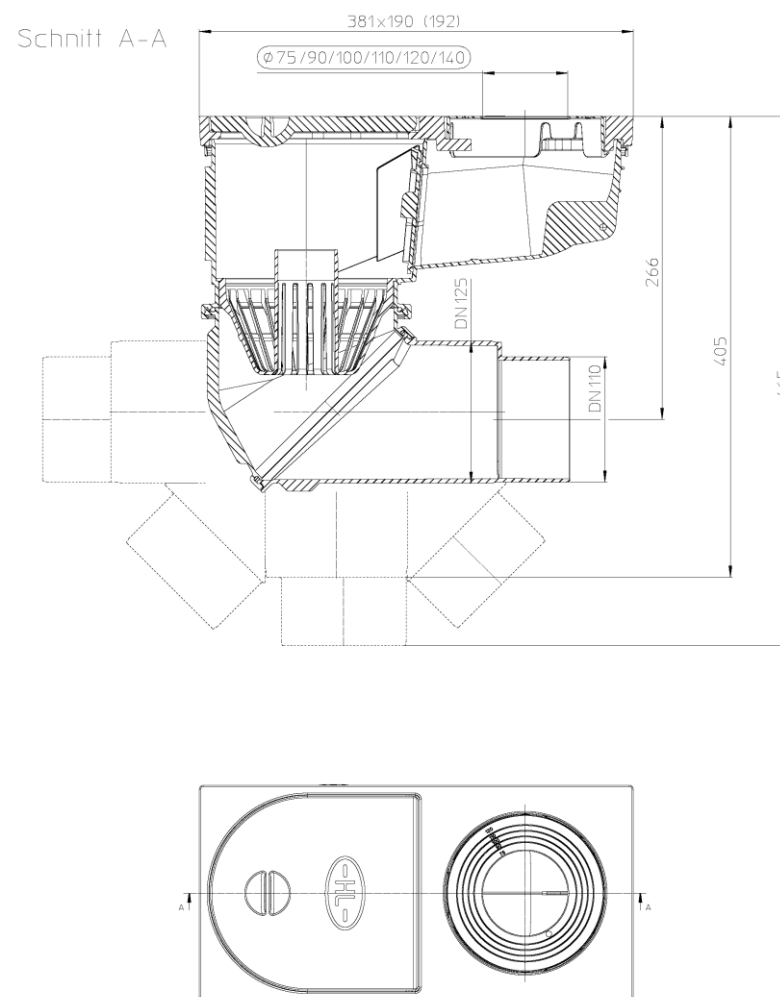 Schnitt A-A
381x190 (192)
Ø75/90/100/110/120/140
266
405
DN125
DN110
-HL-
A
A